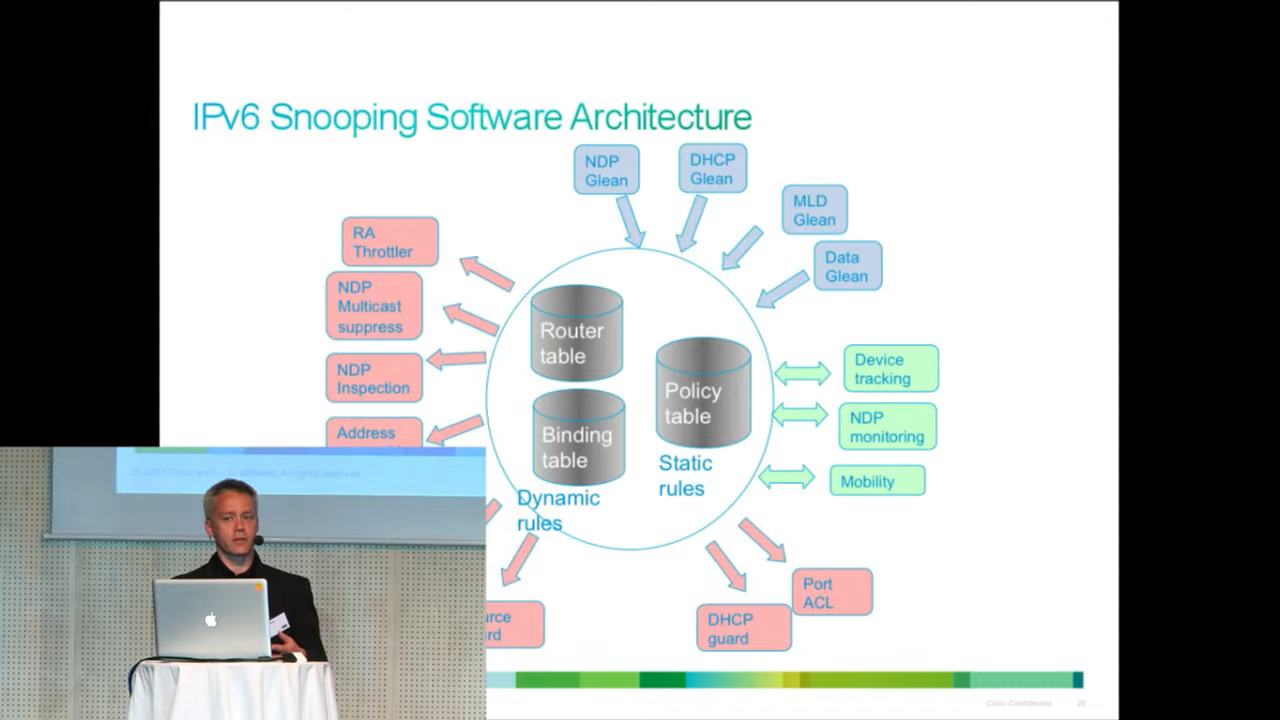 IPv6 Snooping Software Architecture
NDP
Glean
DHCP
Glean
MLD
Glean
Data
Glean
RA
Throttler
NDP
Multicast
suppress
NDP
Inspection
Address
Router
table
Binding
table
Dynamic
rules
Policy
table
Static
rules
Device
tracking
NDP
monitoring
Mobility
Port
ACL
DHCP
guard
urce
rd
Cisco Confidential